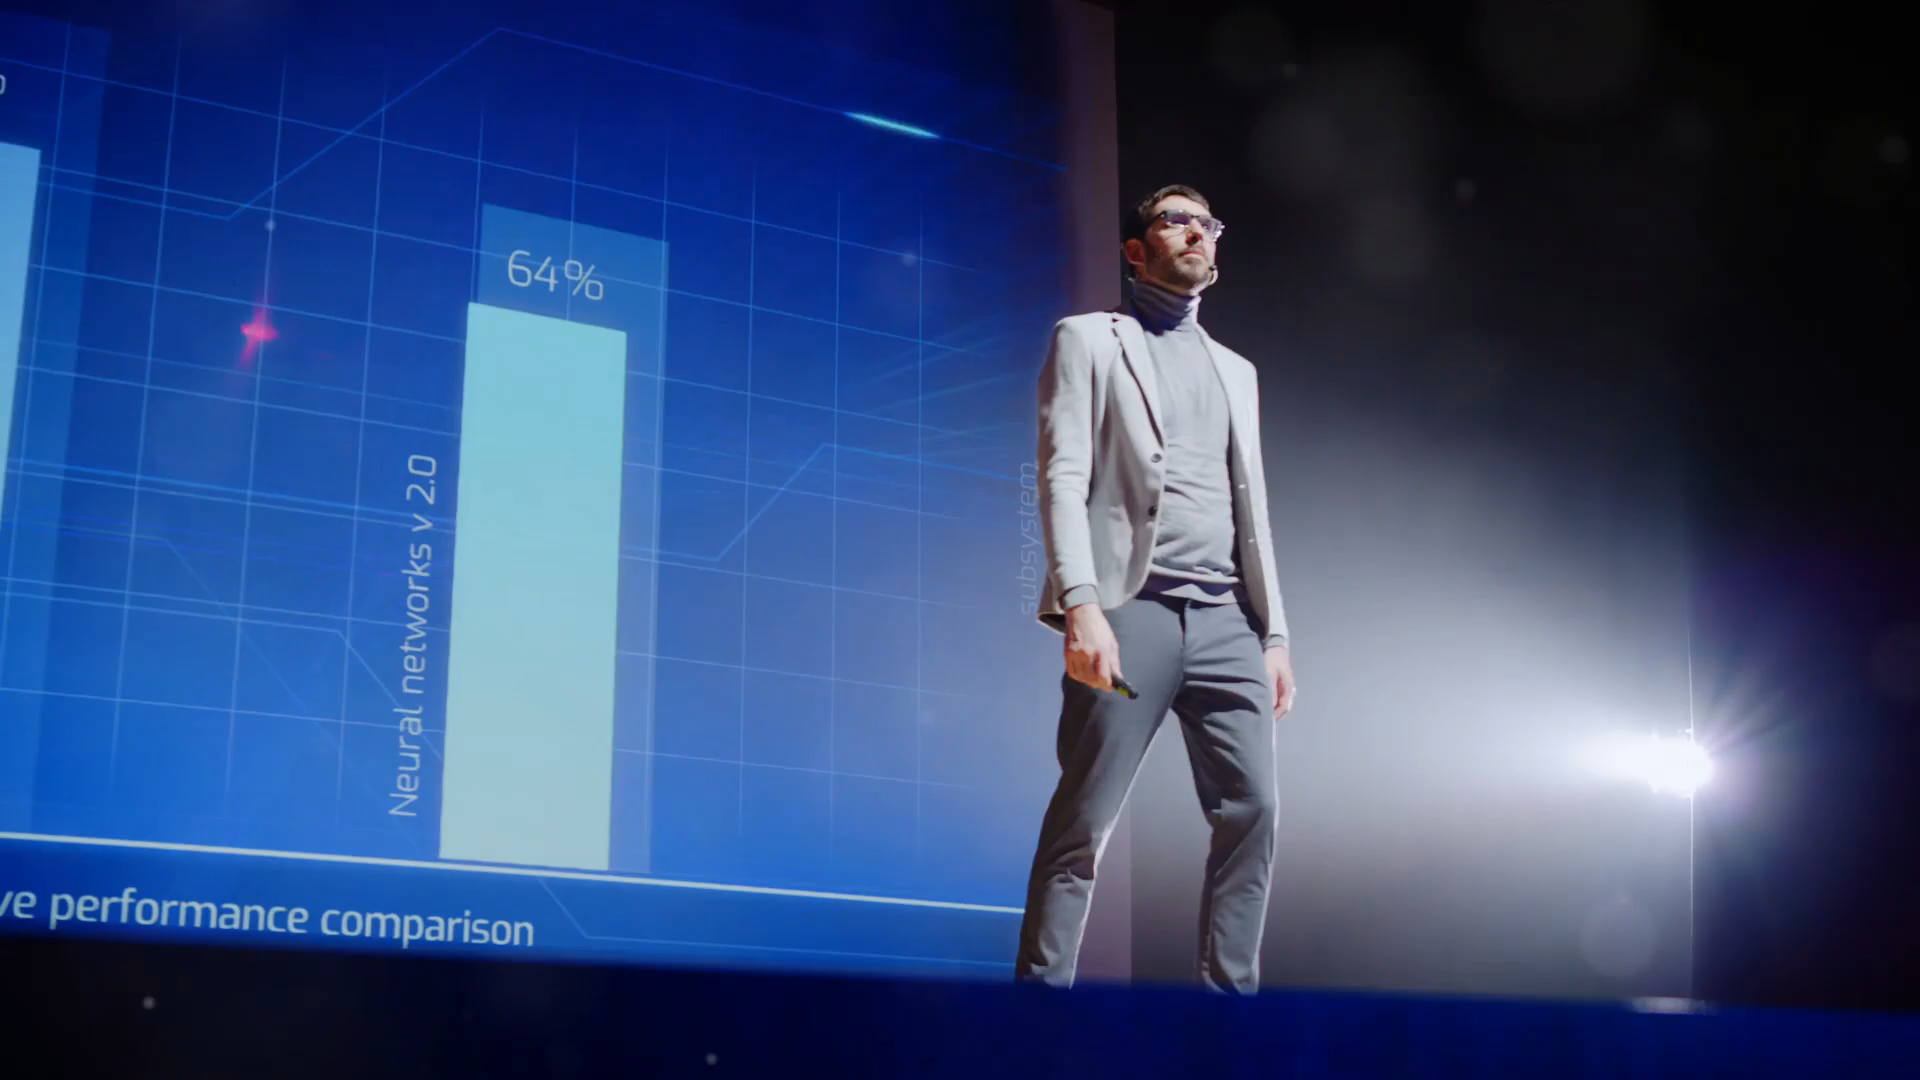 64%
Neural networks v 2.0
subsystem
ve performance comparison